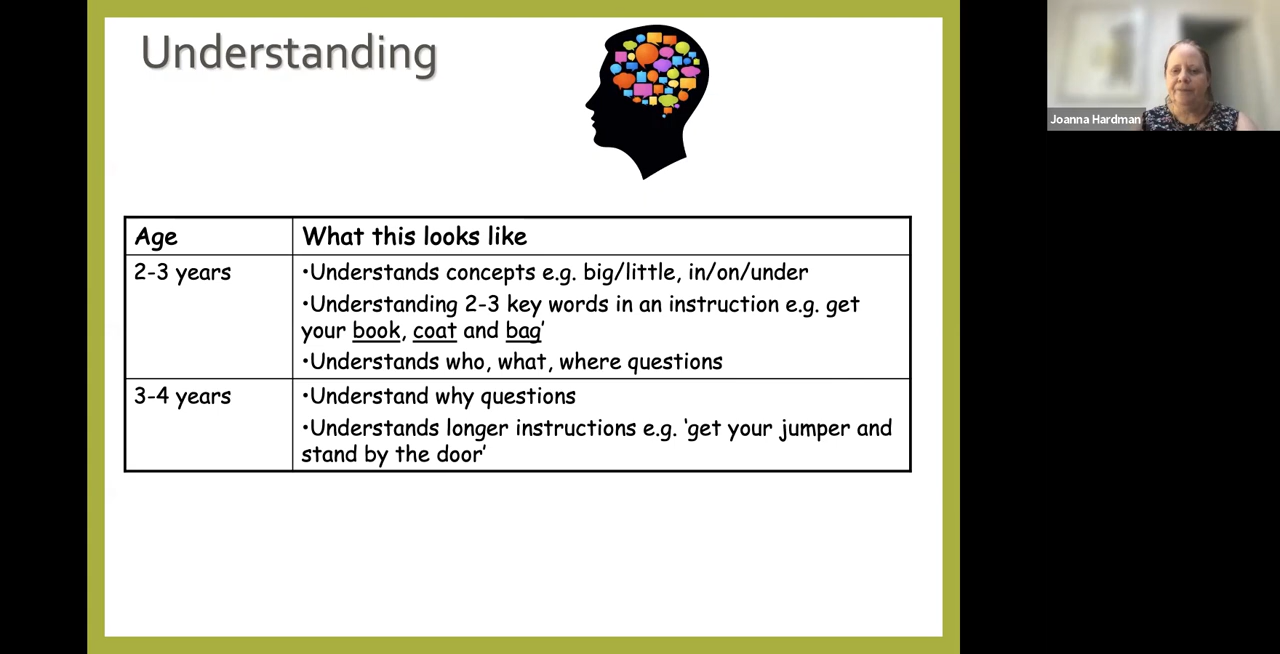 Understanding
Joanna Hardman
Age
What this looks like
2-3 years
•Understands concepts e.g. big/little, in/on/under
•Understanding 2-3 key words in an instruction e.g. get
your book, coat and bag’
•Understands who, what, where questions
3-4 years
•Understand why questions
•Understands longer instructions e.g. ‘get your jumper and
stand by the door’